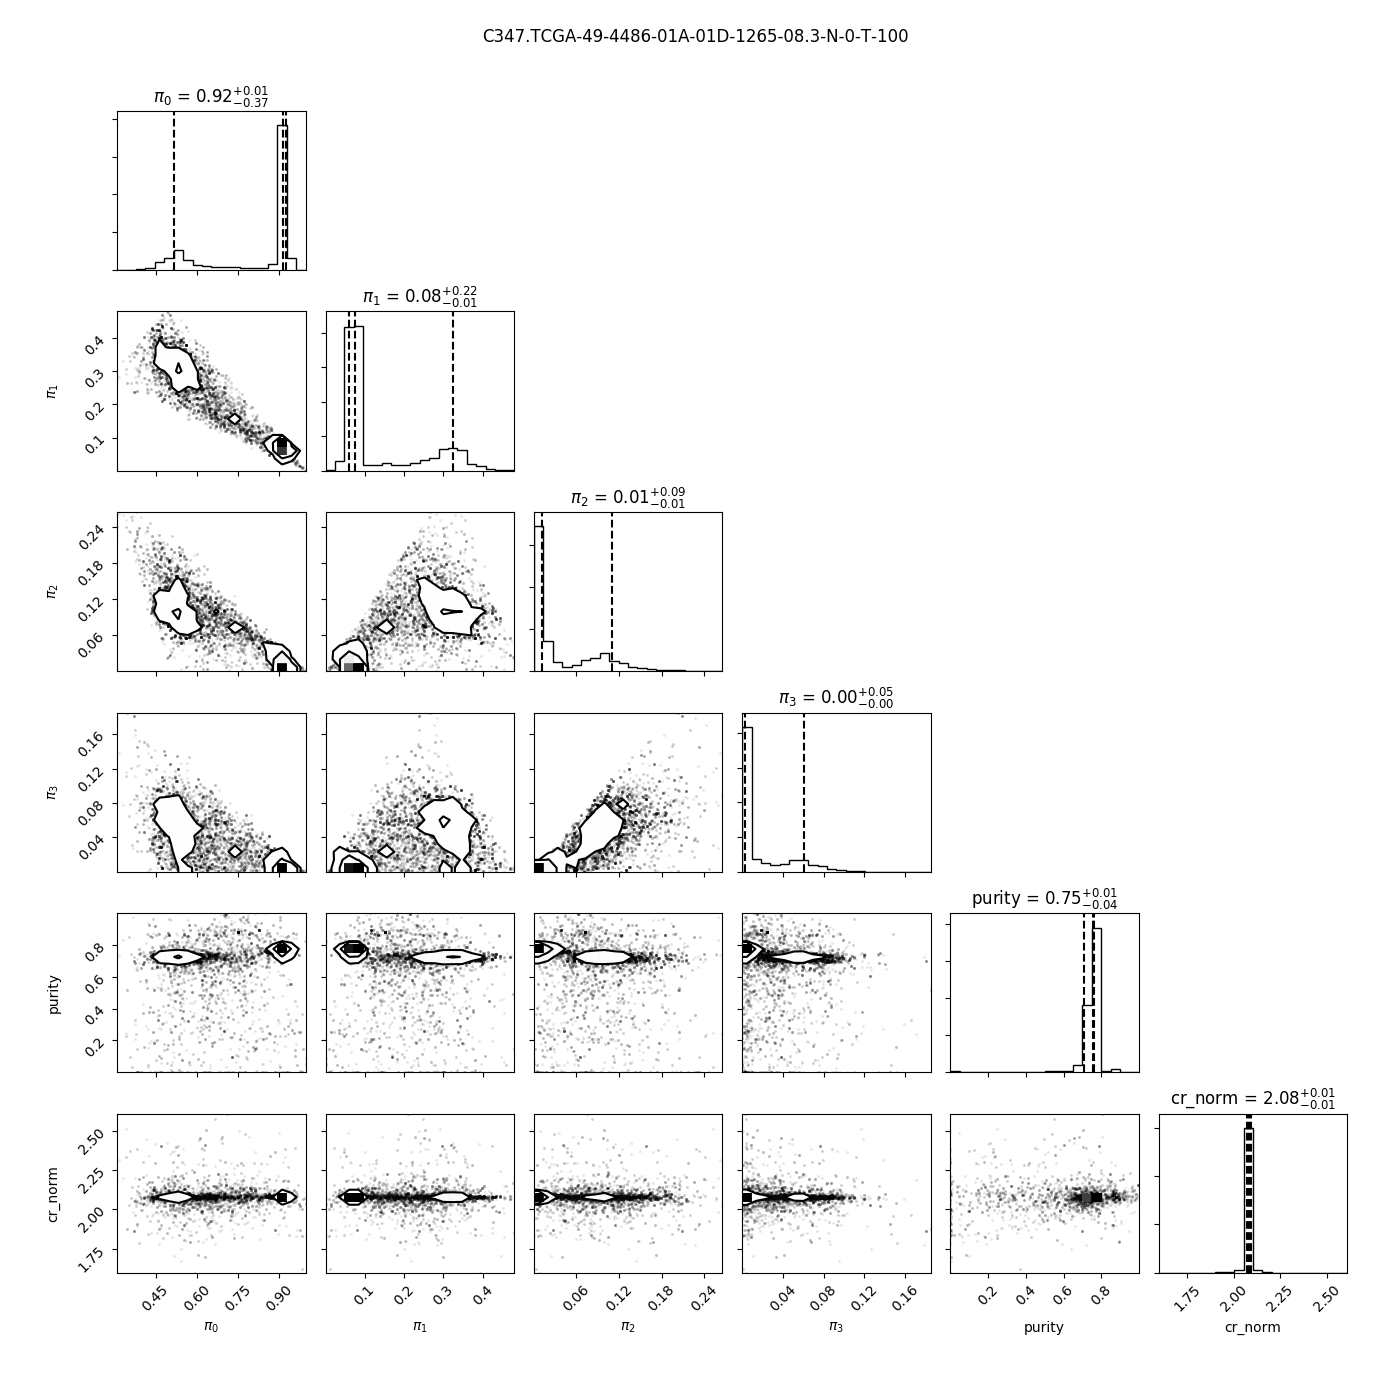 C347.TCGA-49-4486-01A-01D-1265-08.3-N-0-T-100
π₀ = 0.92 +0.01 −0.37
π₁ = 0.08 +0.22 −0.01
0.4
0.3
0.2
0.1
π₁
π₂ = 0.01 +0.09 −0.01
0.24
0.18
0.12
0.06
π₂
π₃ = 0.00 +0.05 −0.00
0.16
0.12
0.08
0.04
π₃
purity = 0.75 +0.01 −0.04
0.8
0.6
0.4
0.2
purity
cr_norm = 2.08 +0.01 −0.01
2.50
2.25
2.00
1.75
cr_norm
0.45 0.60 0.75 0.90 0.1 0.2 0.3 0.4 0.06 0.12 0.18 0.24 0.04 0.08 0.12 0.16 0.2 0.4 0.6 0.8 1.75 2.00 2.25 2.50
π₀ π₁ π₂ π₃ purity cr_norm